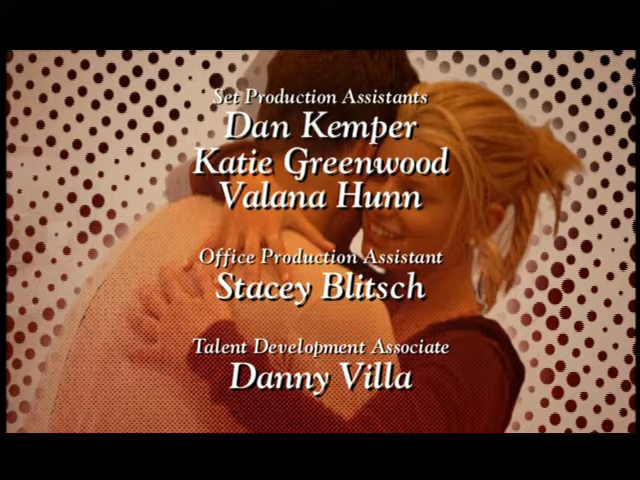 Set Production Assistants
Dan Kemper
Katie Greenwood
Valana Hunn
Office Production Assistant
Stacey Blitsch
Talent Development Associate
Danny Villa